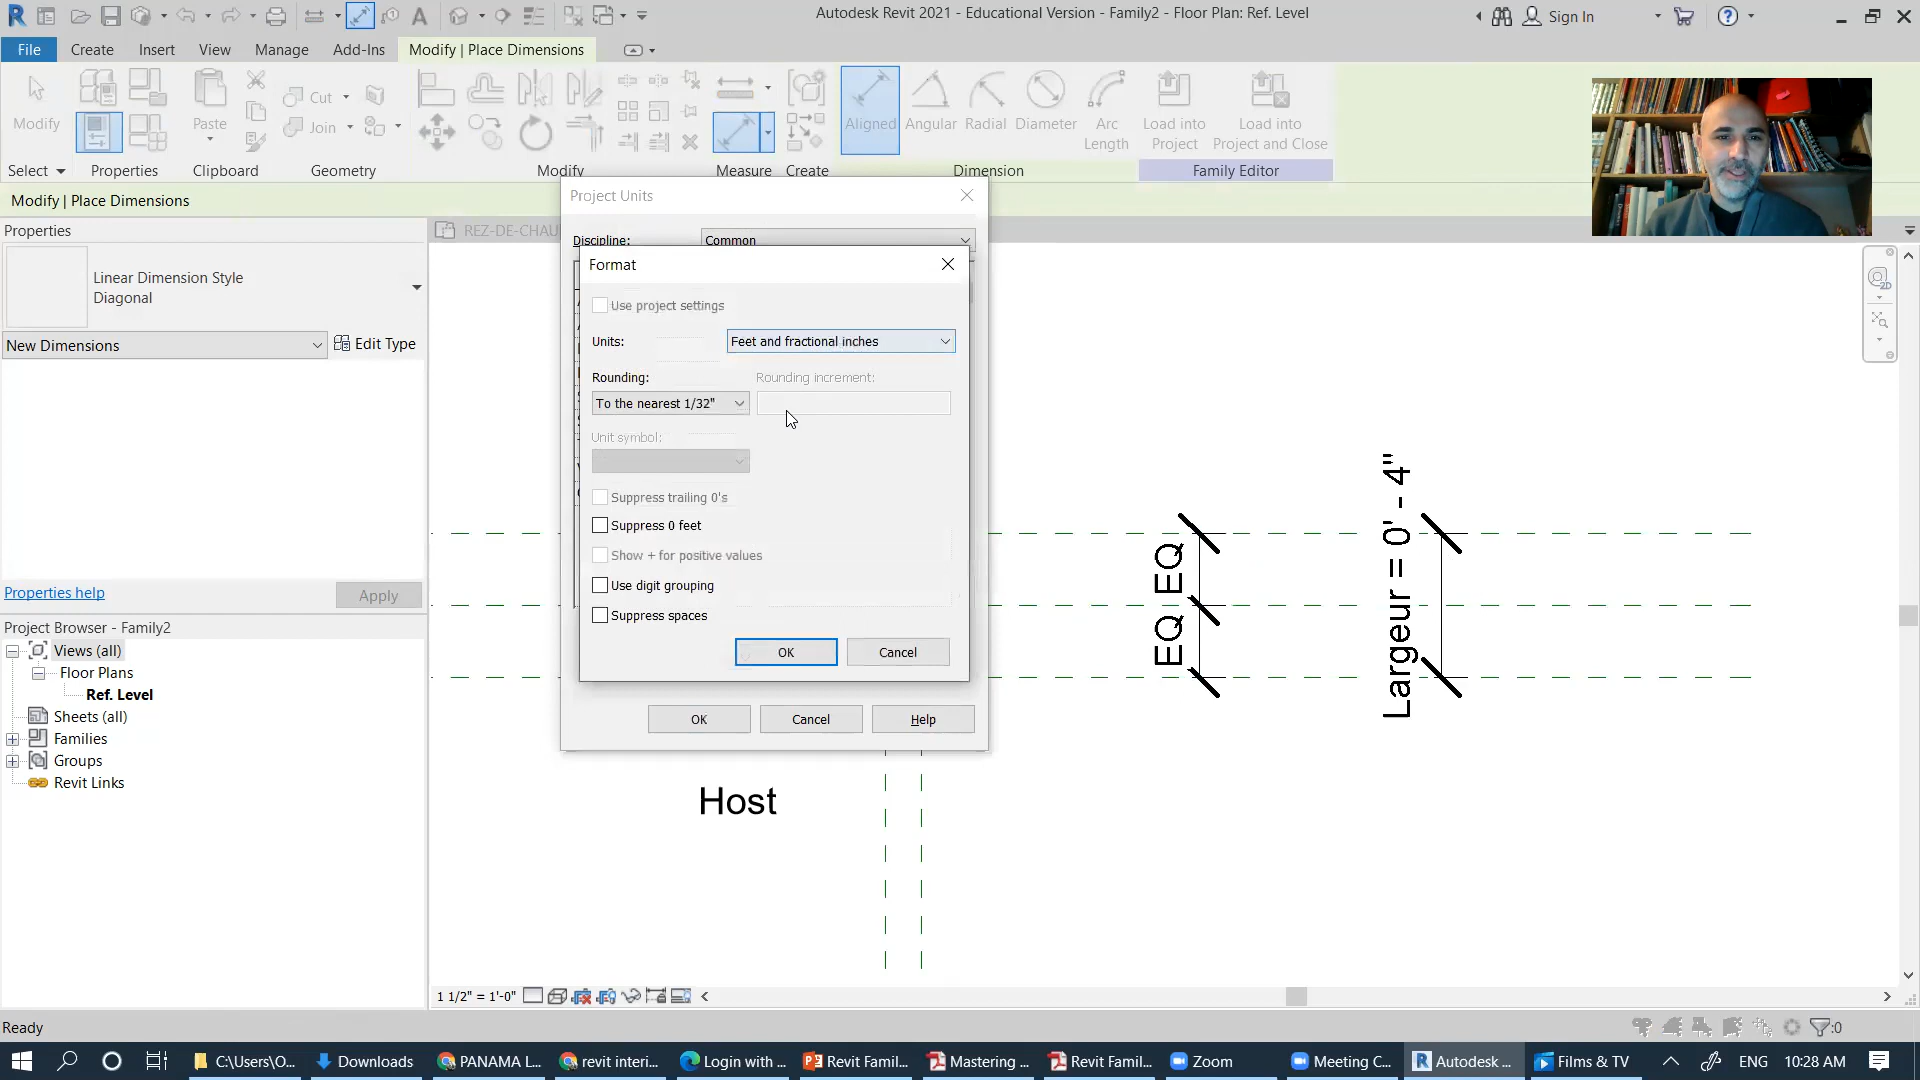 Autodesk Revit 2021 - Educational Version - Family2 - Floor Plan: Ref. Level
Sign In
File Create Insert View Manage Add-Ins Modify | Place Dimensions
Modify
Paste
Cut
Join
Aligned Angular Radial Diameter Arc Length Load into Project Load into Project and Close
Select Properties Clipboard Geometry Modify Measure Create Dimension Family Editor
Modify | Place Dimensions
Properties
Linear Dimension Style
Diagonal
New Dimensions Edit Type
Properties help Apply
Project Browser - Family2
Views (all)
Floor Plans
Ref. Level
Sheets (all)
Families
Groups
Revit Links
REZ-DE-CHAU
Project Units
Discipline: Common
Format
Use project settings
Units: Feet and fractional inches
Rounding: Rounding increment:
To the nearest 1/32"
Unit symbol:
Suppress trailing 0's
Suppress 0 feet
Show + for positive values
Use digit grouping
Suppress spaces
OK Cancel
OK Cancel Help
EQ EQ
Largeur = 0' - 4"
Host
1 1/2" = 1'-0"
2D
Ready
:0
C:\Users\O... Downloads PANAMA L... revit interi... Login with ... Revit Famil... Mastering ... Revit Famil... Zoom Meeting C... Autodesk ... Films & TV ENG 10:28 AM